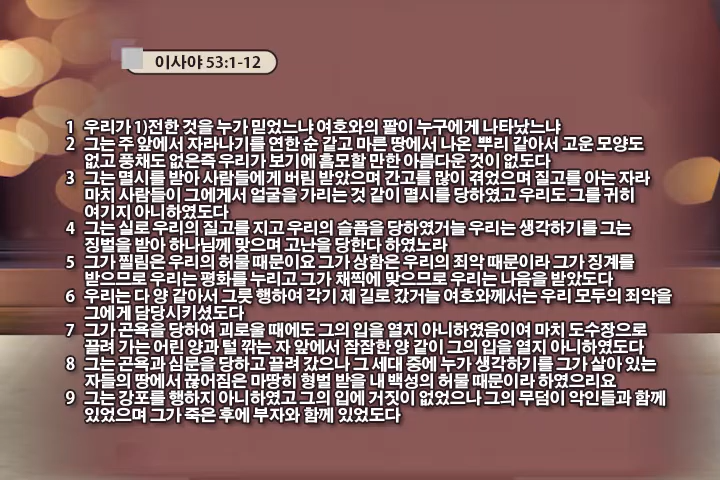 이사야 53:1-12
1 우리가 1)전한 것을 누가 믿었느냐 여호와의 팔이 누구에게 나타났느냐
2 그는 주 앞에서 자라나기를 연한 순 같고 마른 땅에서 나온 뿌리 같아서 고운 모양도
없고 풍채도 없은즉 우리가 보기에 흠모할 만한 아름다운 것이 없도다
3 그는 멸시를 받아 사람들에게 버림 받았으며 간고를 많이 겪었으며 질고를 아는 자라
마치 사람들이 그에게서 얼굴을 가리는 것 같이 멸시를 당하였고 우리도 그를 귀히
여기지 아니하였도다
4 그는 실로 우리의 질고를 지고 우리의 슬픔을 당하였거늘 우리는 생각하기를 그는
징벌을 받아 하나님께 맞으며 고난을 당한다 하였노라
5 그가 찔림은 우리의 허물 때문이요 그가 상함은 우리의 죄악 때문이라 그가 징계를
받으므로 우리는 평화를 누리고 그가 채찍에 맞으므로 우리는 나음을 받았도다
6 우리는 다 양 같아서 그릇 행하여 각기 제 길로 갔거늘 여호와께서는 우리 모두의 죄악을
그에게 담당시키셨도다
7 그가 곤욕을 당하여 괴로울 때에도 그의 입을 열지 아니하였음이여 마치 도수장으로
끌려 가는 어린 양과 털 깎는 자 앞에서 잠잠한 양 같이 그의 입을 열지 아니하였도다
8 그는 곤욕과 심문을 당하고 끌려 갔으나 그 세대 중에 누가 생각하기를 그가 살아 있는
자들의 땅에서 끊어짐은 마땅히 형벌 받을 내 백성의 허물 때문이라 하였으리요
9 그는 강포를 행하지 아니하였고 그의 입에 거짓이 없었으나 그의 무덤이 악인들과 함께
있었으며 그가 죽은 후에 부자와 함께 있었도다